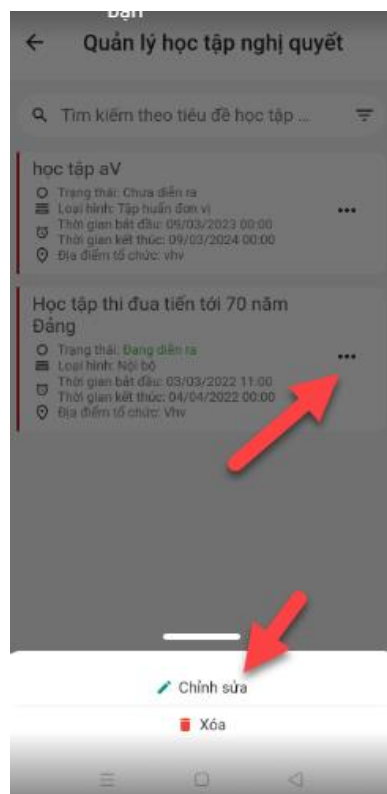 bạn
Quản lý học tập nghị quyết
Tìm kiếm theo tiêu đề học tập ...
học tập aV
Trạng thái: Chưa diễn ra
Loại hình: Tập huấn đơn vị
Thời gian bắt đầu: 09/03/2023 00:00
Thời gian kết thúc: 09/03/2024 00:00
Địa điểm tổ chức: vhv
Học tập thi đua tiến tới 70 năm
Đảng
Trạng thái: Đang diễn ra
Loại hình: Nội bộ
Thời gian bắt đầu: 03/03/2022 11:00
Thời gian kết thúc: 04/04/2022 00:00
Địa điểm tổ chức: Vhv
Chỉnh sửa
Xóa